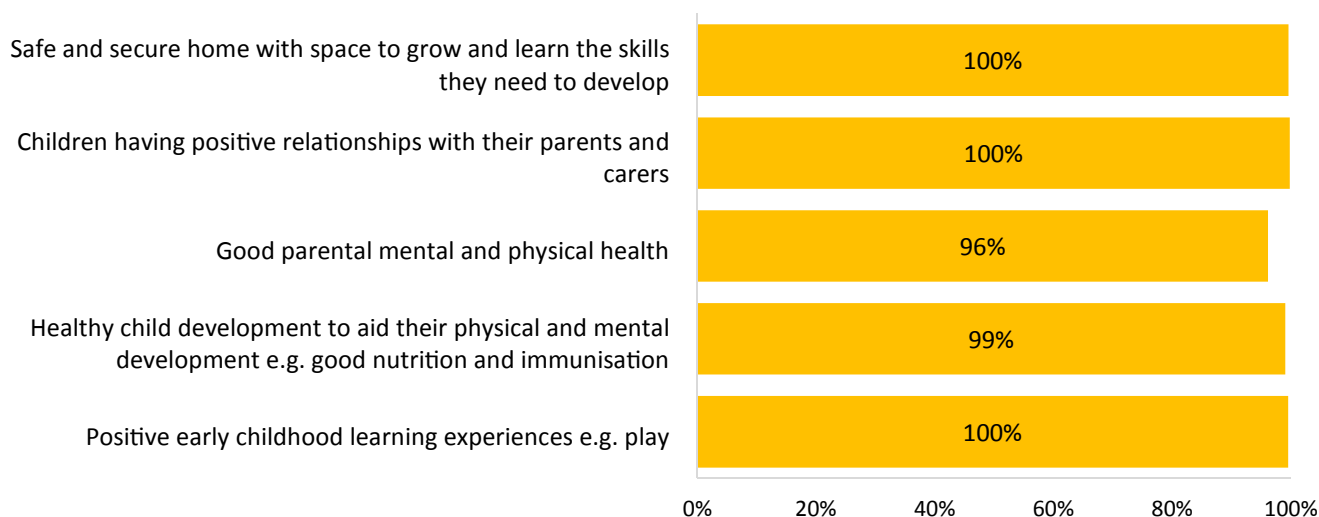 Safe and secure home with space to grow and learn the skills
they need to develop
100%
Children having positive relationships with their parents and
carers
100%
Good parental mental and physical health
96%
Healthy child development to aid their physical and mental
development e.g. good nutrition and immunisation
99%
Positive early childhood learning experiences e.g. play
100%
0% 20% 40% 60% 80% 100%